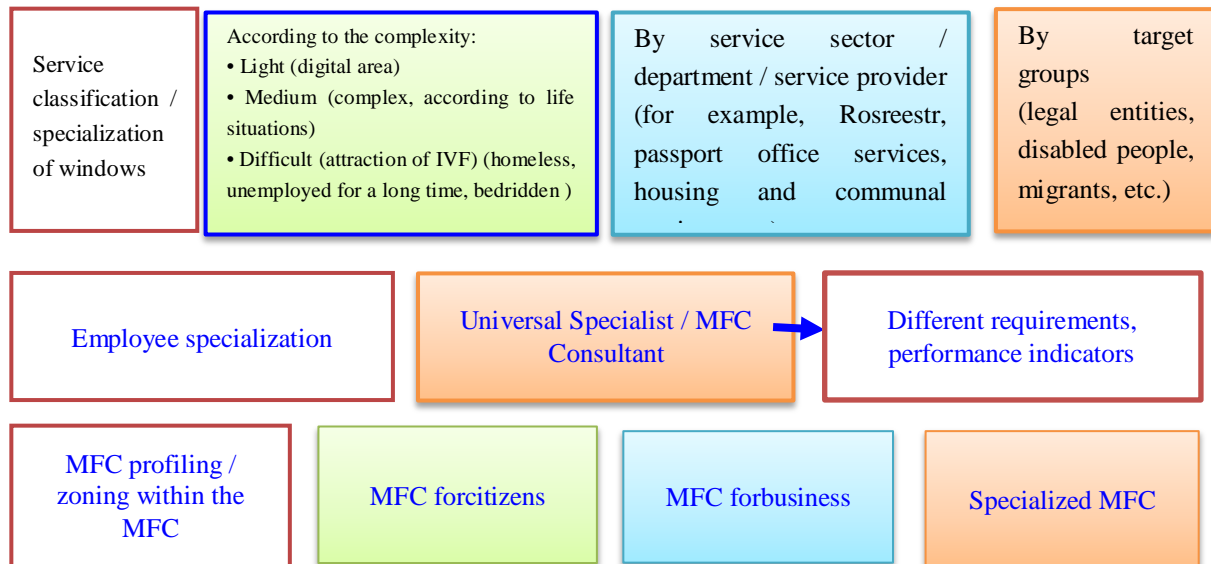 Service
classification /
specialization
of windows
According to the complexity:
• Light (digital area)
• Medium (complex, according to life
situations)
• Difficult (attraction of IVF) (homeless,
unemployed for a long time, bedridden )
By service sector /
department / service provider
(for example, Rosreestr,
passport office services,
housing and communal
By target
groups
(legal entities,
disabled people,
migrants, etc.)
Employee specialization
Universal Specialist / MFC
Consultant
Different requirements,
performance indicators
MFC profiling /
zoning within the
MFC
MFC forcitizens
MFC forbusiness
Specialized MFC